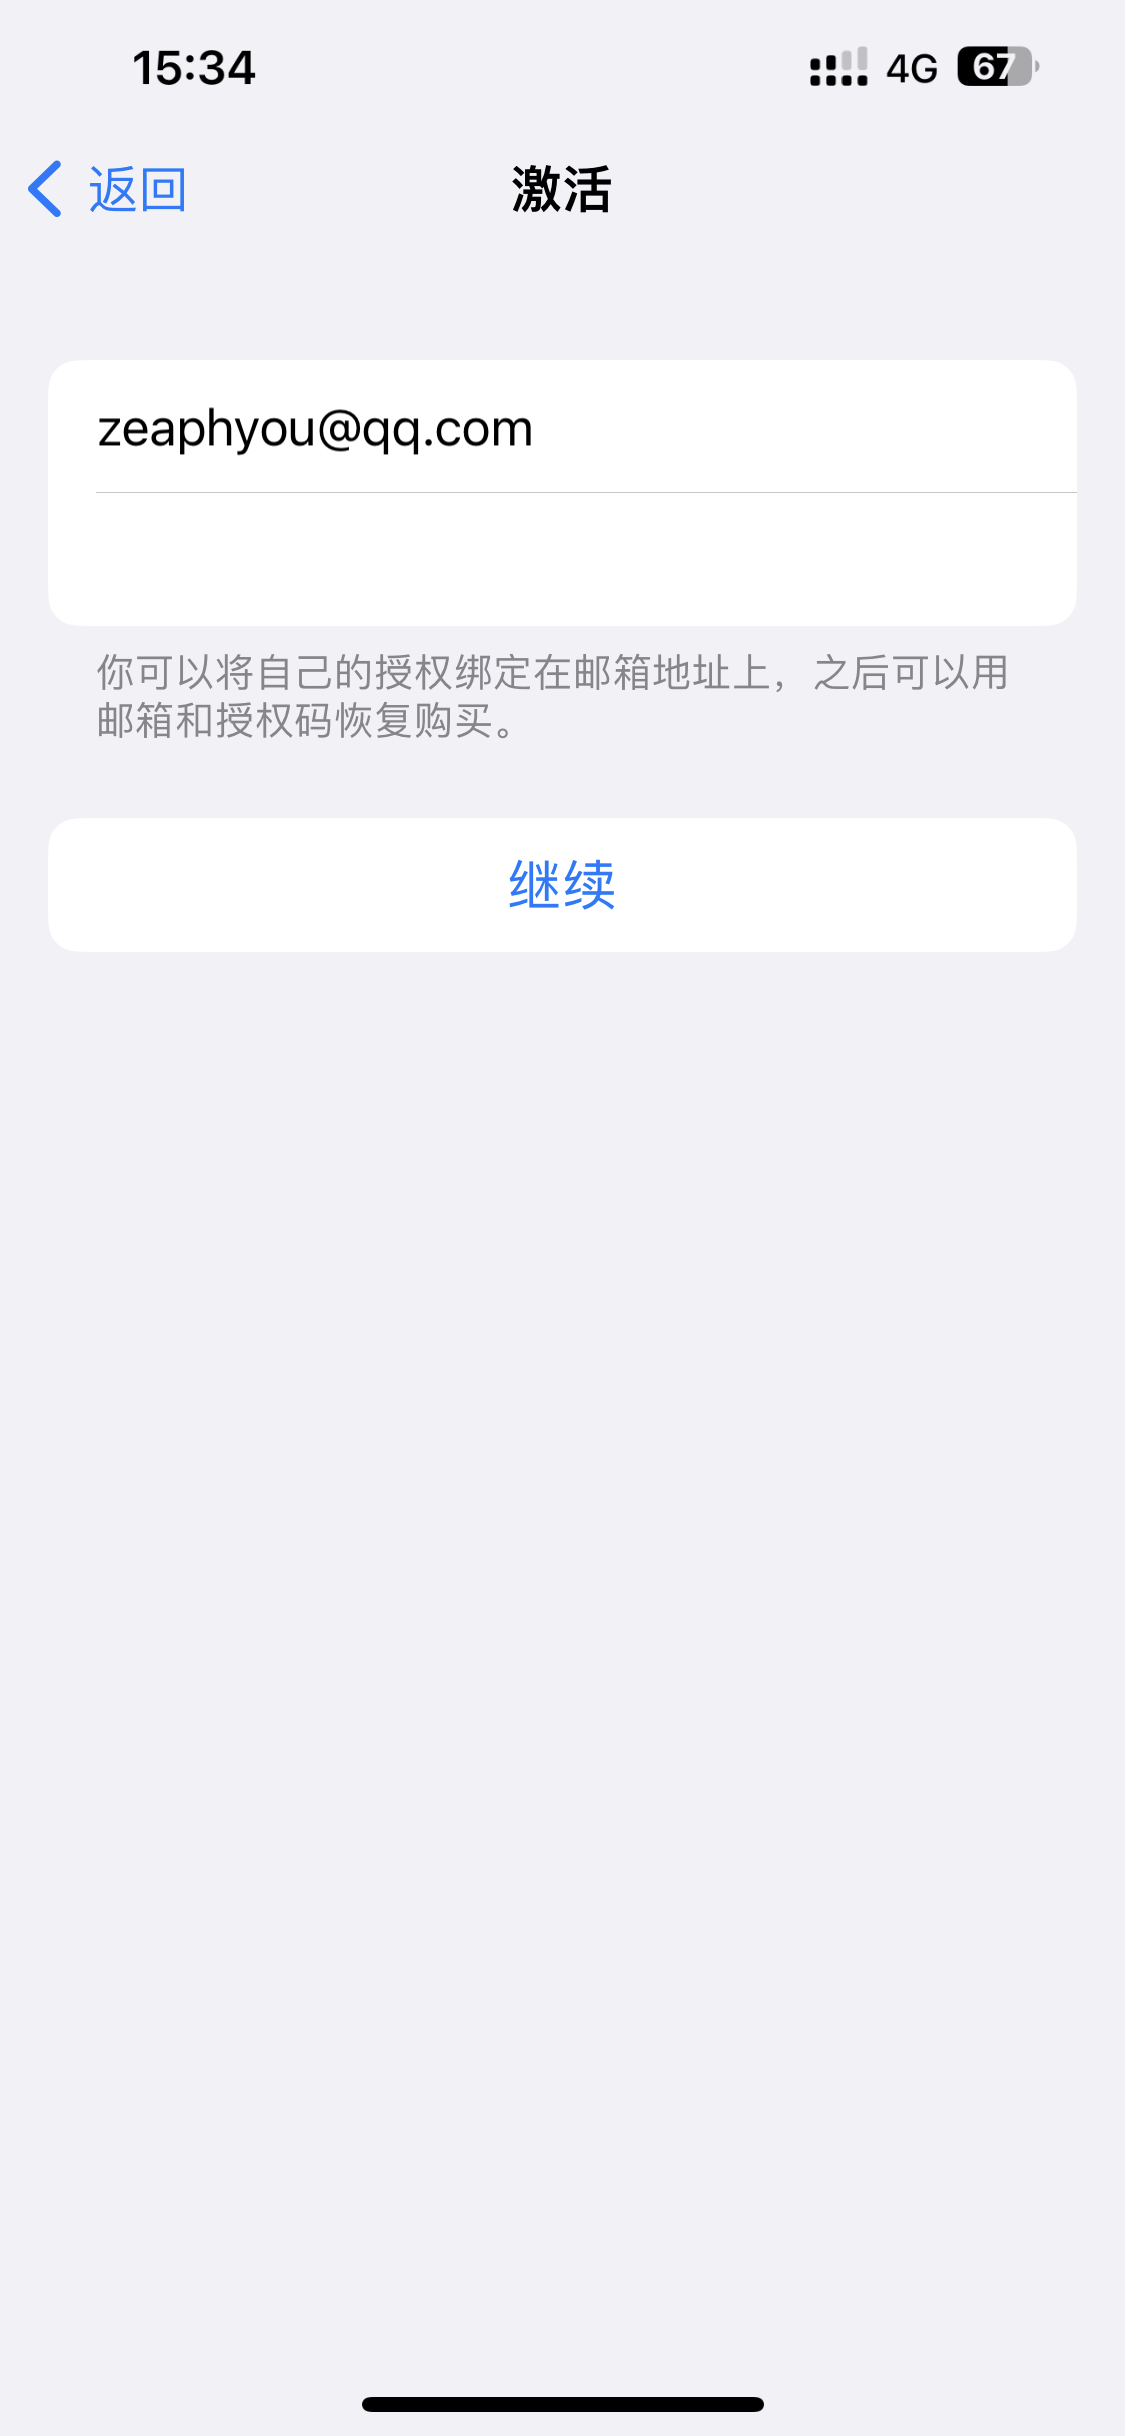 15:34
4G 67
返回
激活
zeaphyou@qq.com
你可以将自己的授权绑定在邮箱地址上，之后可以用
邮箱和授权码恢复购买。
继续